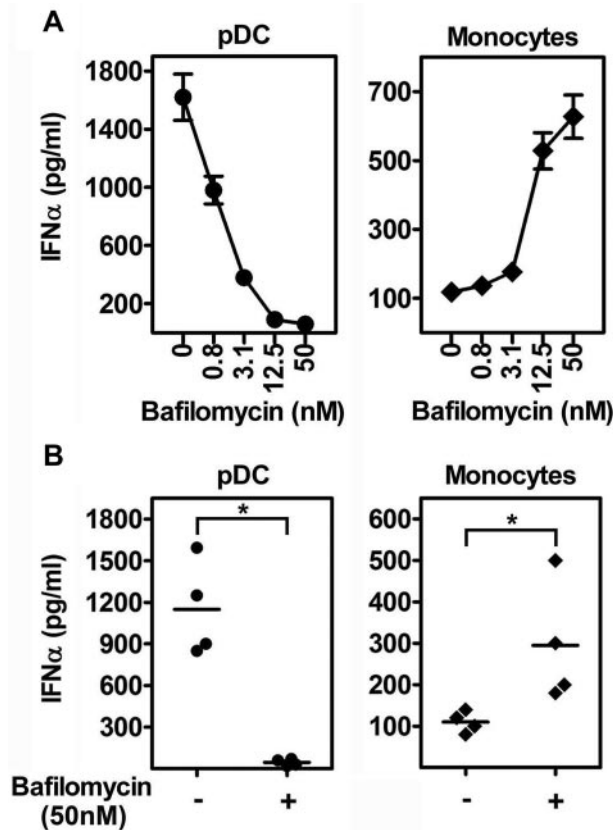 A
pDC
Monocytes
IFNα (pg/ml)
1800
1400
1000
600
200
700
500
300
100
0 0.8 3.1 12.5 50
0 0.8 3.1 12.5 50
Bafilomycin (nM)
Bafilomycin (nM)
B
pDC
Monocytes
IFNα (pg/ml)
1800
1500
1200
900
600
300
*
600
500
400
300
200
100
*
Bafilomycin
(50nM)
- +
- +